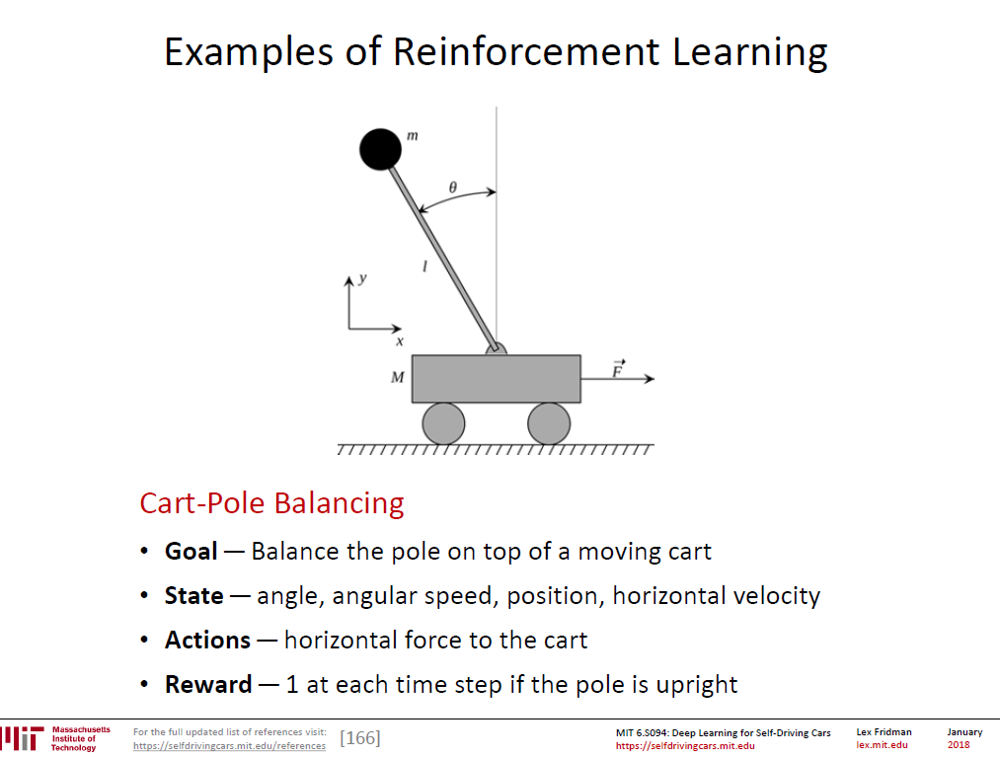 Examples of Reinforcement Learning
m
θ
l
y
x
M
F
Cart-Pole Balancing
• Goal — Balance the pole on top of a moving cart
• State — angle, angular speed, position, horizontal velocity
• Actions — horizontal force to the cart
• Reward — 1 at each time step if the pole is upright
Massachusetts
Institute of
Technology
For the full updated list of references visit:
https://selfdrivingcars.mit.edu/references
[166]
MIT 6.S094: Deep Learning for Self-Driving Cars
https://selfdrivingcars.mit.edu
Lex Fridman
lex.mit.edu
January
2018